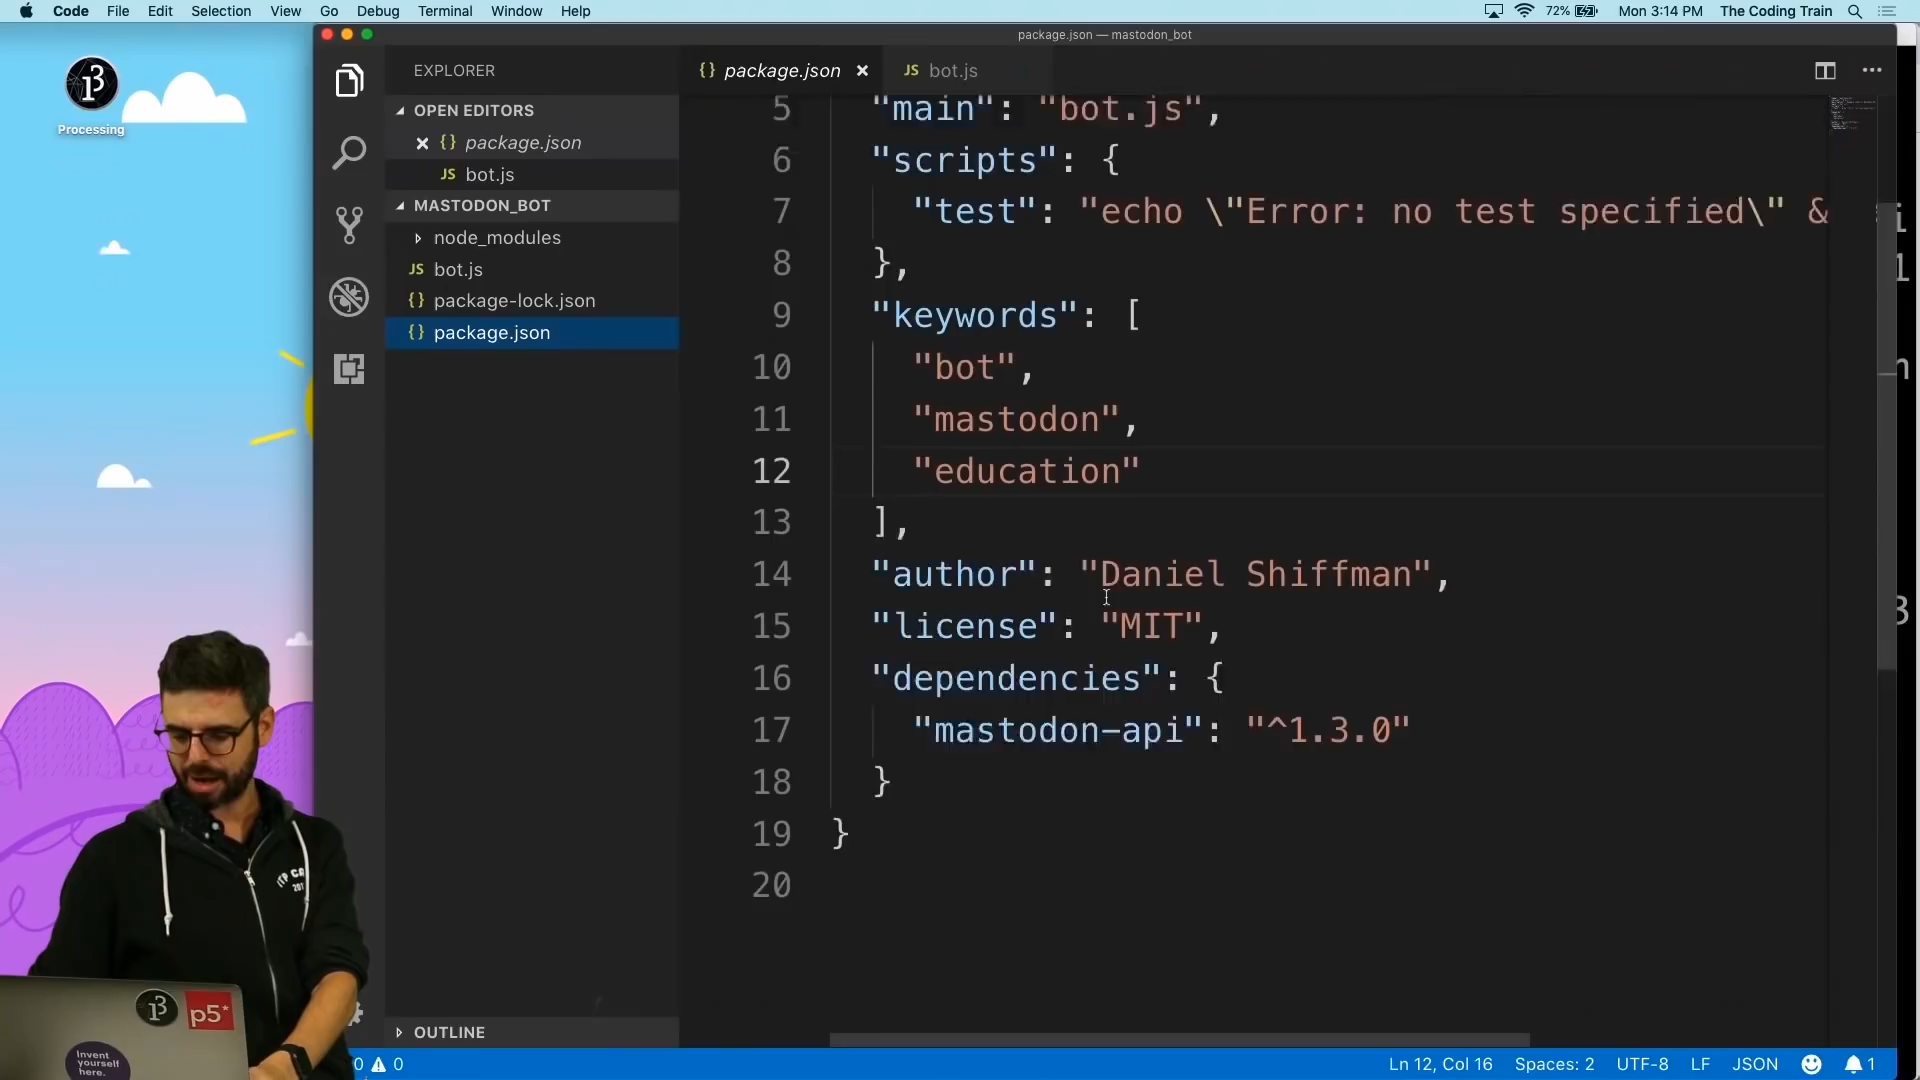 Code File Edit Selection View Go Debug Terminal Window Help
72% Mon 3:14 PM The Coding Train
package.json — mastodon_bot
Processing
EXPLORER
OPEN EDITORS
package.json
JS bot.js
MASTODON_BOT
node_modules
JS bot.js
{} package-lock.json
{} package.json
OUTLINE
{} package.json
JS bot.js
5 "main": "bot.js",
6 "scripts": {
7 "test": "echo \"Error: no test specified\" &
8 },
9 "keywords": [
10 "bot",
11 "mastodon",
12 "education"
13 ],
14 "author": "Daniel Shiffman",
15 "license": "MIT",
16 "dependencies": {
17 "mastodon-api": "^1.3.0"
18 }
19 }
20
p5*
Invent
yourself
here.
0 0
Ln 12, Col 16 Spaces: 2 UTF-8 LF JSON 1